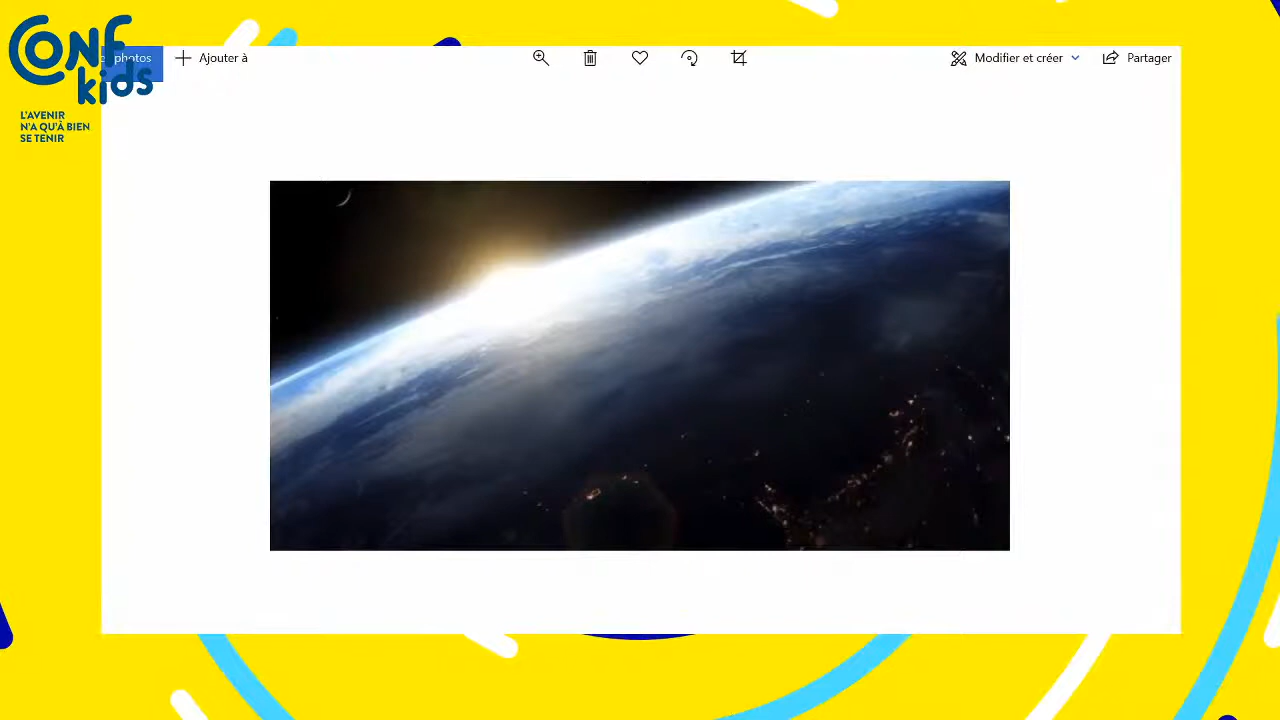 CONF
kids
L'AVENIR
N'A QU'À BIEN
SE TENIR
photos
Ajouter à
Modifier et créer
Partager